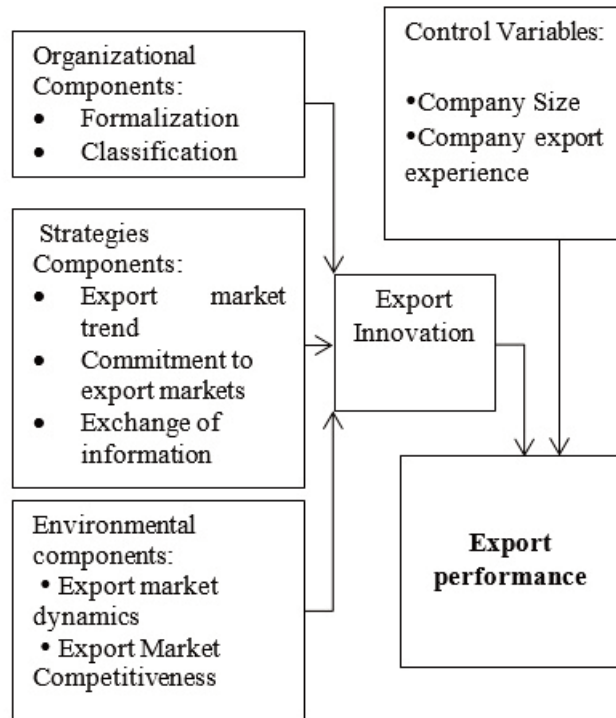 Organizational
Components:
• Formalization
• Classification
Strategies
Components:
• Export market
trend
• Commitment to
export markets
• Exchange of
information
Environmental
components:
• Export market
dynamics
• Export Market
Competitiveness
Export
Innovation
Control Variables:
•Company Size
•Company export
experience
Export
performance